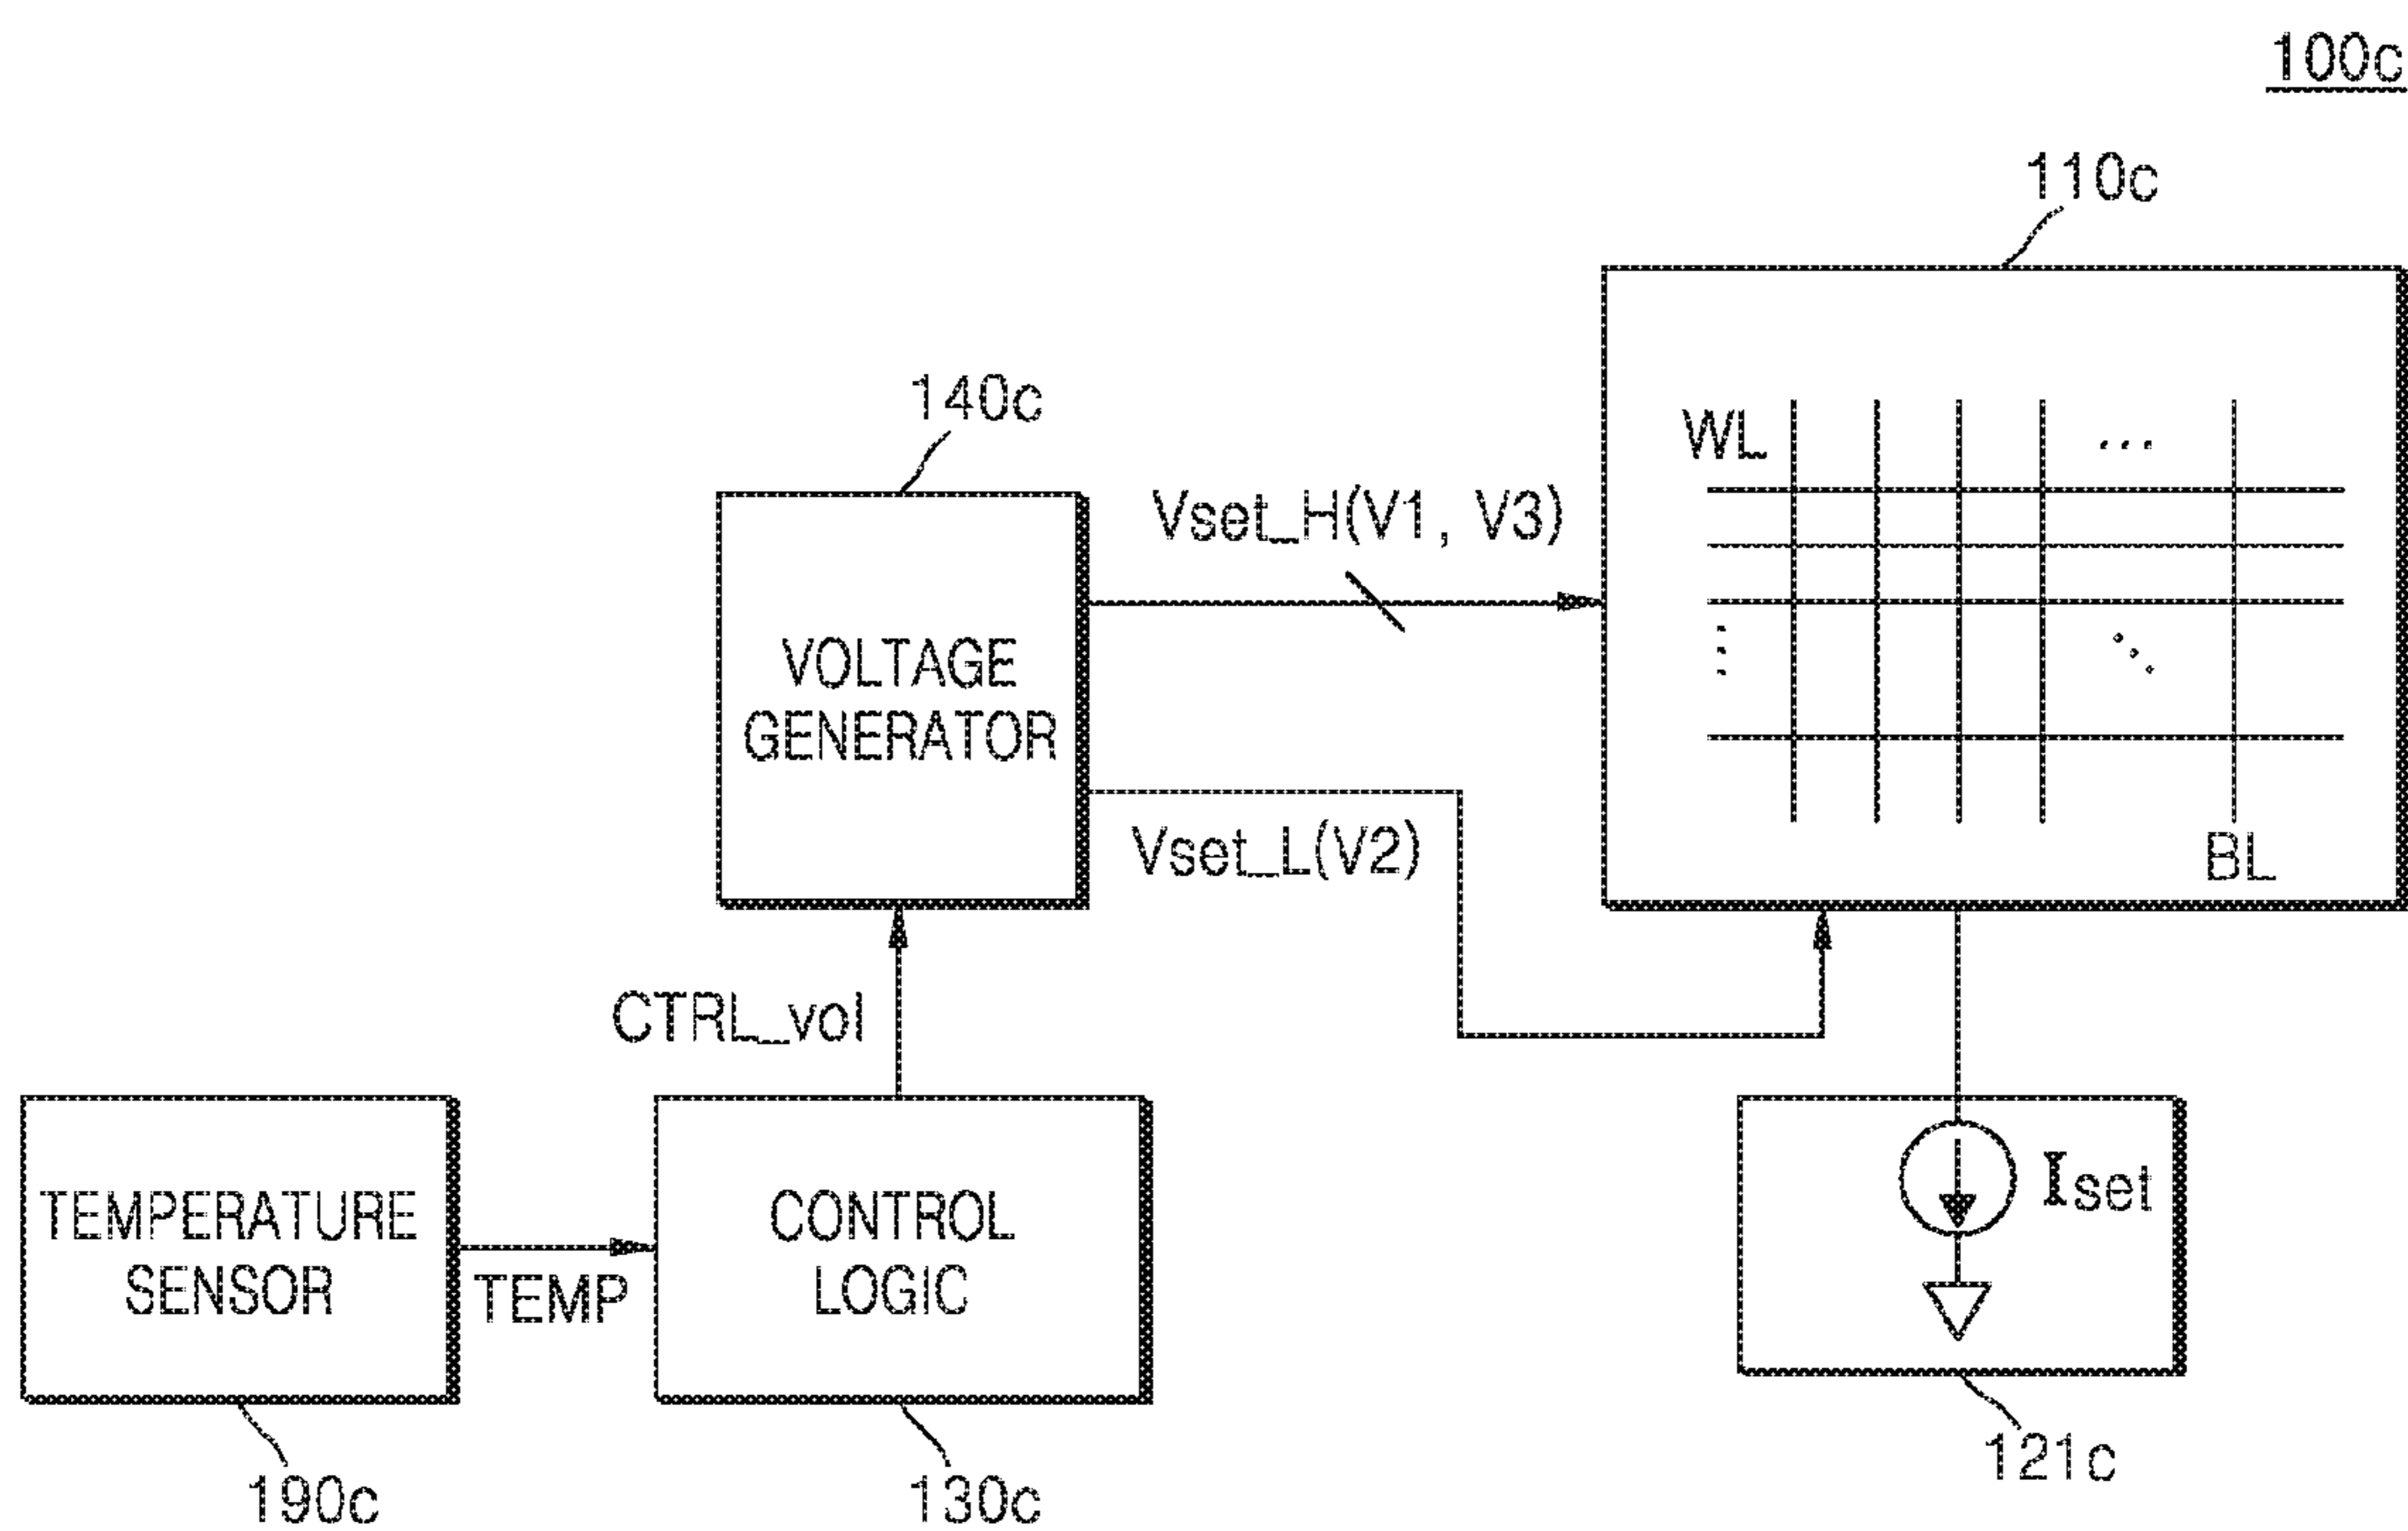 100c
110c
140c
WL
...
Vset_H(V1, V3)
VOLTAGE
GENERATOR
Vset_L(V2)
BL
CTRL_vol
TEMPERATURE
SENSOR
TEMP
CONTROL
LOGIC
Iset
190c
130c
121c